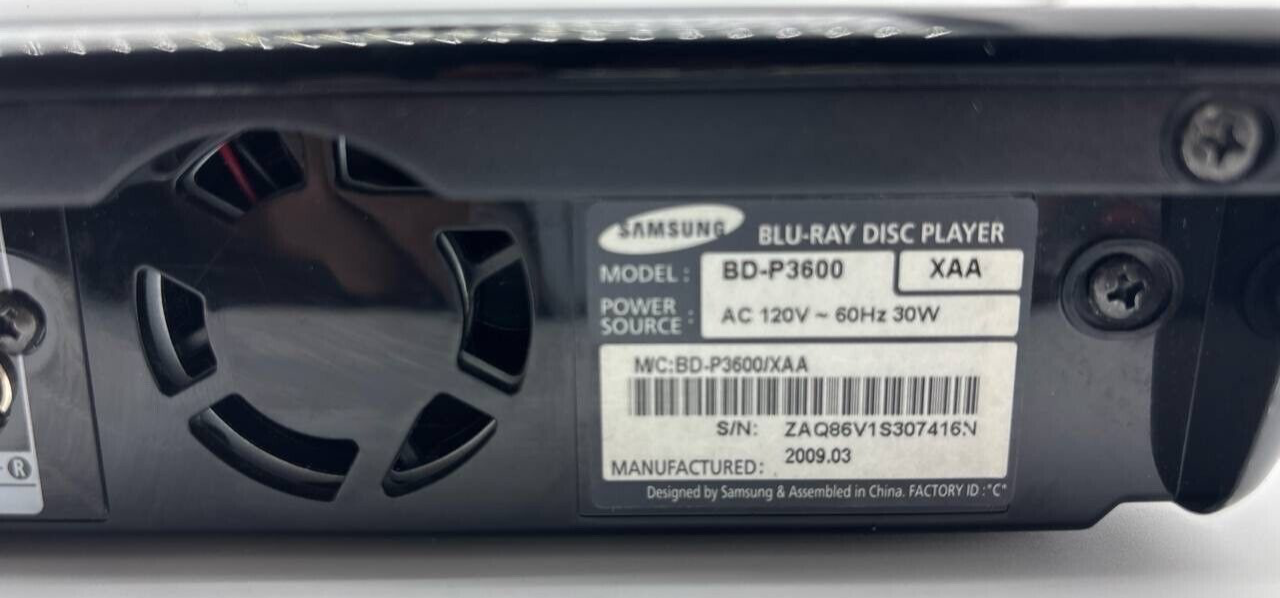 SAMSUNG BLU-RAY DISC PLAYER
MODEL : BD-P3600 XAA
POWER SOURCE : AC 120V ~ 60Hz 30W
M/C:BD-P3600/XAA
S/N: ZAQ86V1S307416N
MANUFACTURED: 2009.03
Designed by Samsung & Assembled in China. FACTORY ID :"C"
®